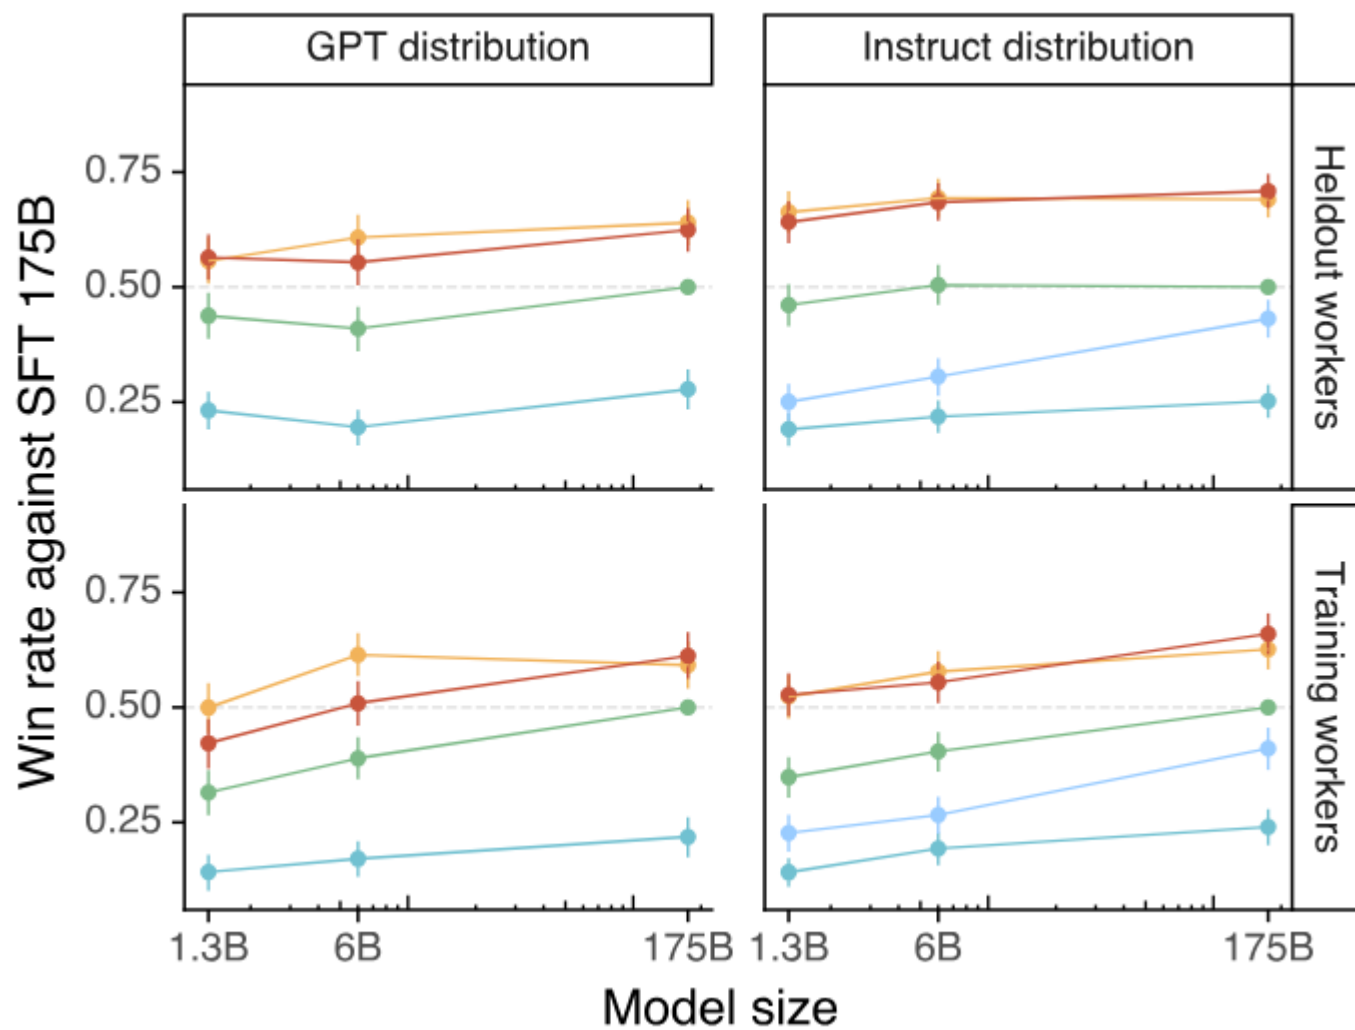 GPT distribution
Instruct distribution
Win rate against SFT 175B
0.75
0.50
0.25
Heldout workers
0.75
0.50
0.25
Training workers
1.3B
6B
175B
1.3B
6B
175B
Model size